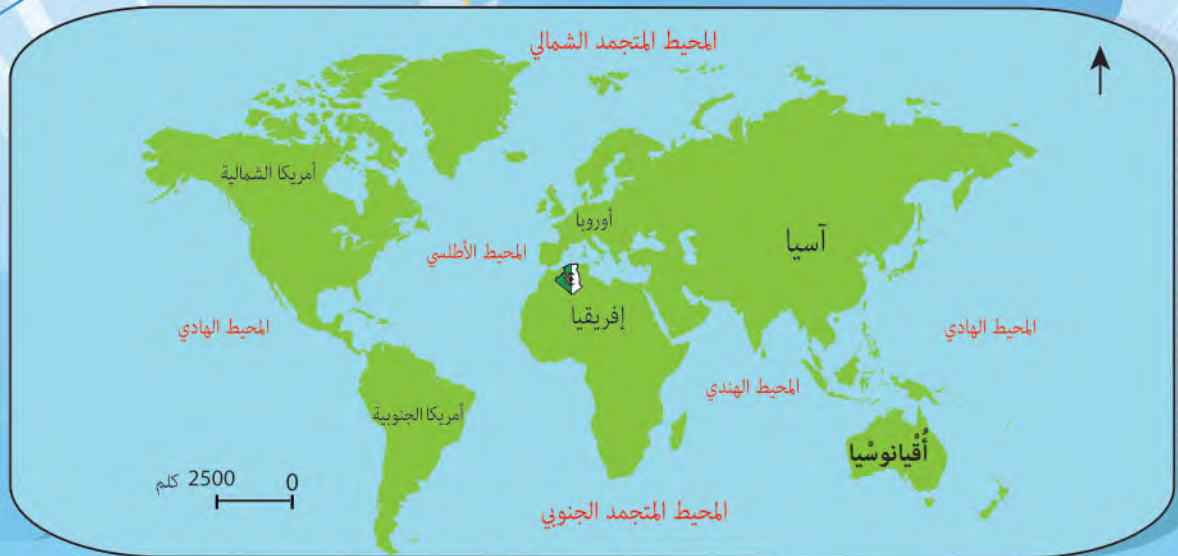 المحيط المتجمد الشمالي
أمريكا الشمالية
أوروبا
آسيا
المحيط الأطلسي
إفريقيا
المحيط الهادي
المحيط الهادي
المحيط الهندي
أمريكا الجنوبية
أُقْيانوسْيا
0 2500 كلم
المحيط المتجمد الجنوبي